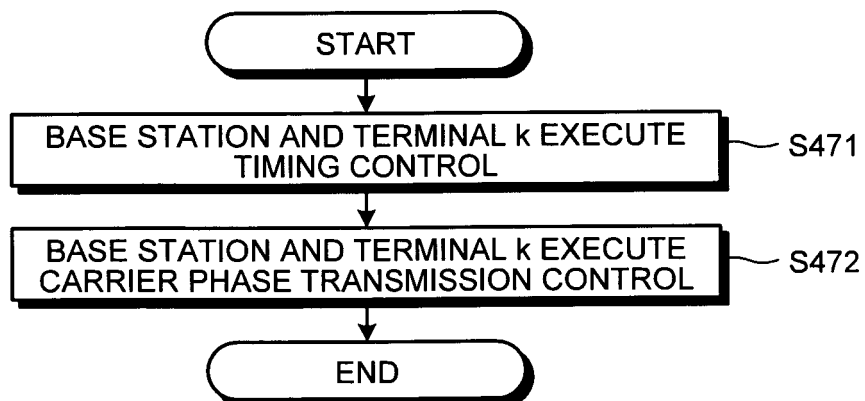 START
BASE STATION AND TERMINAL k EXECUTE
TIMING CONTROL
S471
BASE STATION AND TERMINAL k EXECUTE
CARRIER PHASE TRANSMISSION CONTROL
S472
END